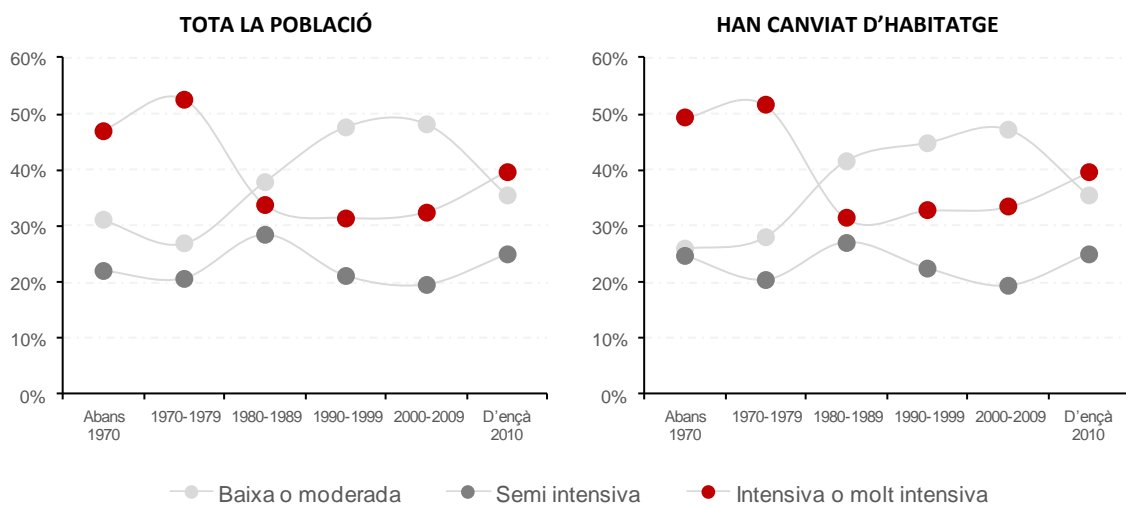 TOTA LA POBLACIÓ
60%
50%
40%
30%
20%
10%
0%
Abans 1970
1970-1979
1980-1989
1990-1999
2000-2009
D'ençà 2010
HAN CANVIAT D'HABITATGE
60%
50%
40%
30%
20%
10%
0%
Abans 1970
1970-1979
1980-1989
1990-1999
2000-2009
D'ençà 2010
Baixa o moderada
Semi intensiva
Intensiva o molt intensiva